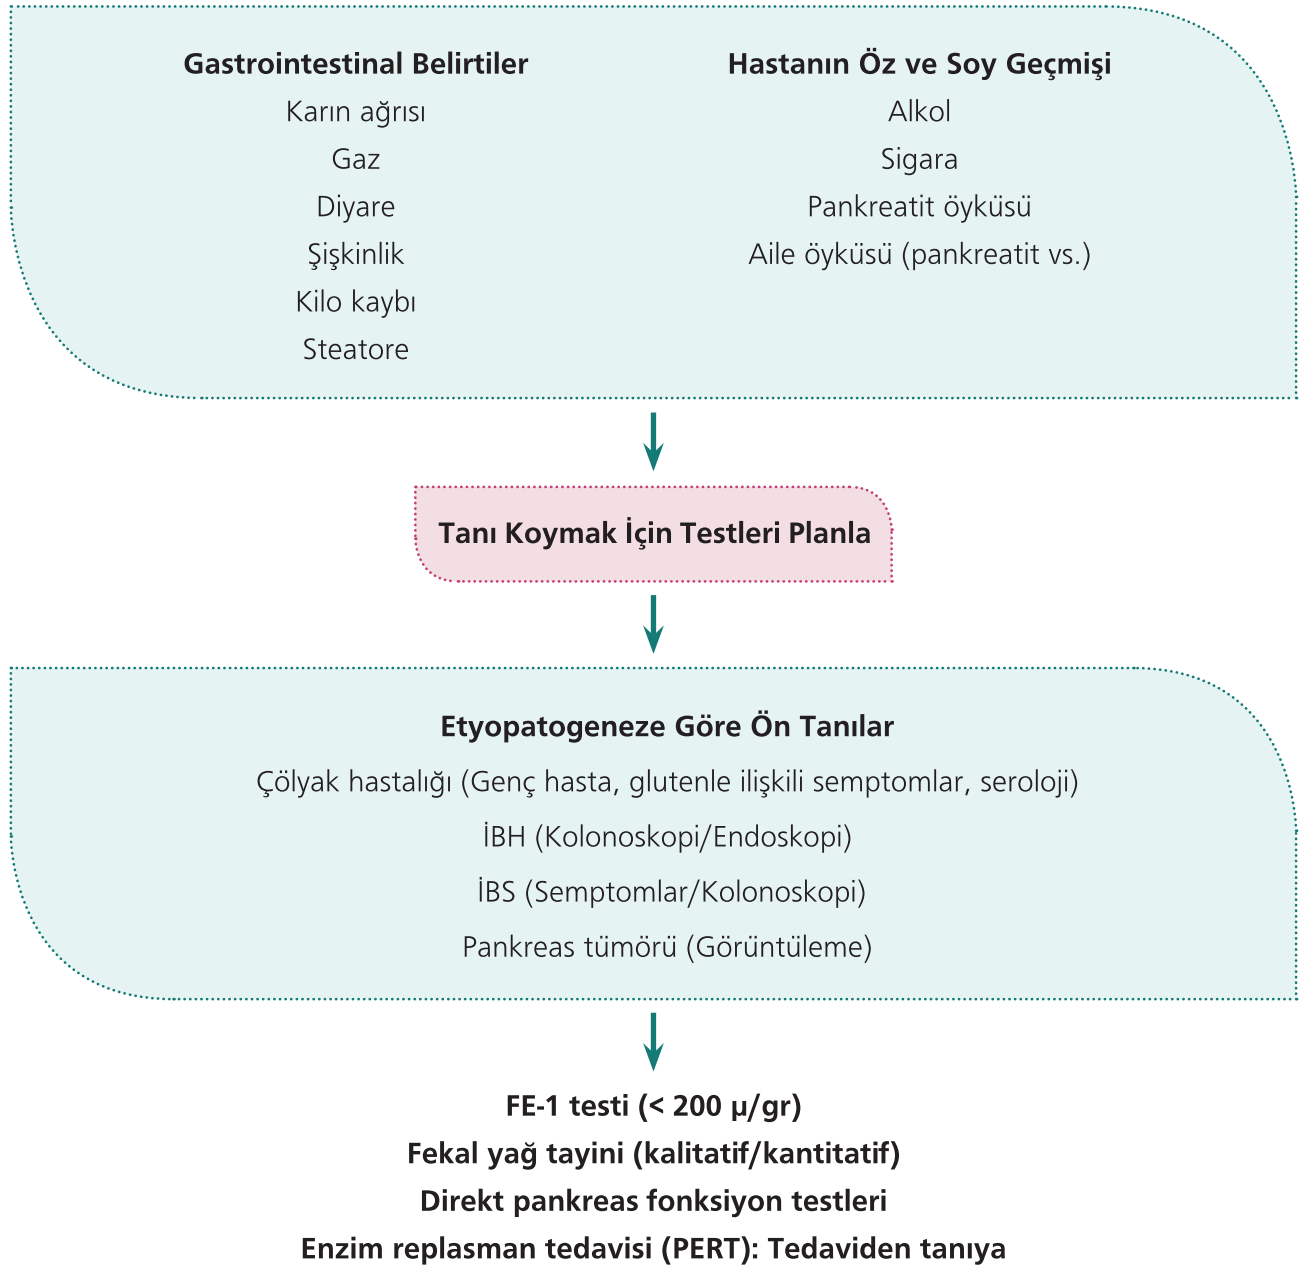 Gastrointestinal Belirtiler
Karın ağrısı
Gaz
Diyare
Şişkinlik
Kilo kaybı
Steatore
Hastanın Öz ve Soy Geçmişi
Alkol
Sigara
Pankreatit öyküsü
Aile öyküsü (pankreatit vs.)
Tanı Koymak İçin Testleri Planla
Etyopatogeneze Göre Ön Tanılar
Çölyak hastalığı (Genç hasta, glutenle ilişkili semptomlar, seroloji)
İBH (Kolonoskopi/Endoskopi)
İBS (Semptomlar/Kolonoskopi)
Pankreas tümörü (Görüntüleme)
FE-1 testi (< 200 µ/gr)
Fekal yağ tayini (kalitatif/kantitatif)
Direkt pankreas fonksiyon testleri
Enzim replasman tedavisi (PERT): Tedaviden tanıya